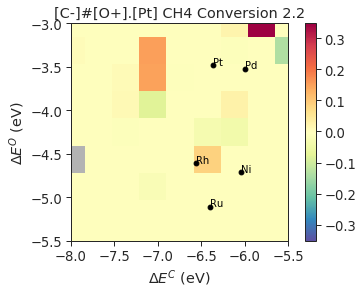 [C-]#[O+].[Pt] CH4 Conversion 2.2
−3.0
−3.5
−4.0
−4.5
−5.0
−5.5
ΔE^O (eV)
Pt
Pd
Rh
Ni
Ru
−8.0 −7.5 −7.0 −6.5 −6.0 −5.5
ΔE^C (eV)
0.3
0.2
0.1
0.0
−0.1
−0.2
−0.3